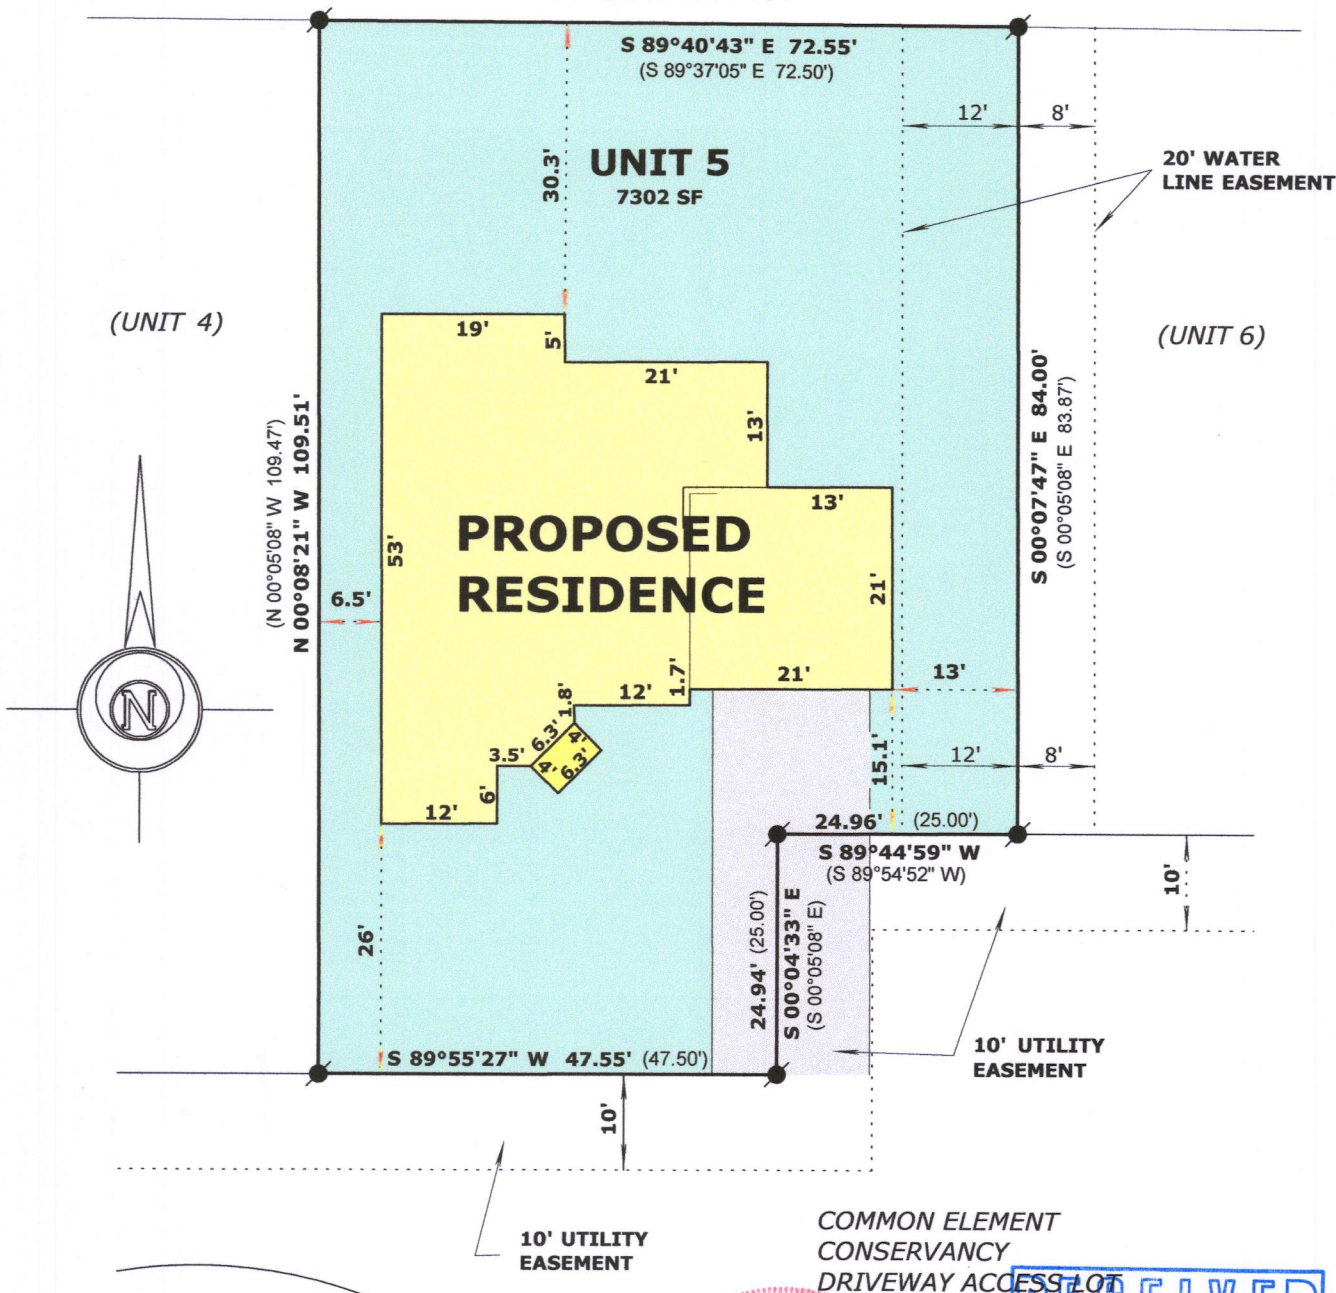 S 89°40'43" E 72.55'
(S 89°37'05" E 72.50')
12'
8'
UNIT 5
7302 SF
30.3'
20' WATER
LINE EASEMENT
(UNIT 4)
(UNIT 6)
19'
5'
21'
13'
13'
(N 00°05'08" W 109.47')
N 00°08'21" W 109.51'
S 00°07'47" E 84.00'
(S 00°05'08" E 83.87')
53'
PROPOSED
RESIDENCE
6.5'
21'
N
1.7'
21'
13'
12'
1.8'
6.3'
4'
3.5'
4'
6.3'
15.1'
12'
8'
6'
12'
24.96' (25.00')
S 89°44'59" W
(S 89°54'52" W)
10'
26'
24.94' (25.00')
S 00°04'33" E
(S 00°05'08" E)
S 89°55'27" W 47.55' (47.50')
10' UTILITY
EASEMENT
10'
10' UTILITY
EASEMENT
COMMON ELEMENT
CONSERVANCY
DRIVEWAY ACCESS LOT